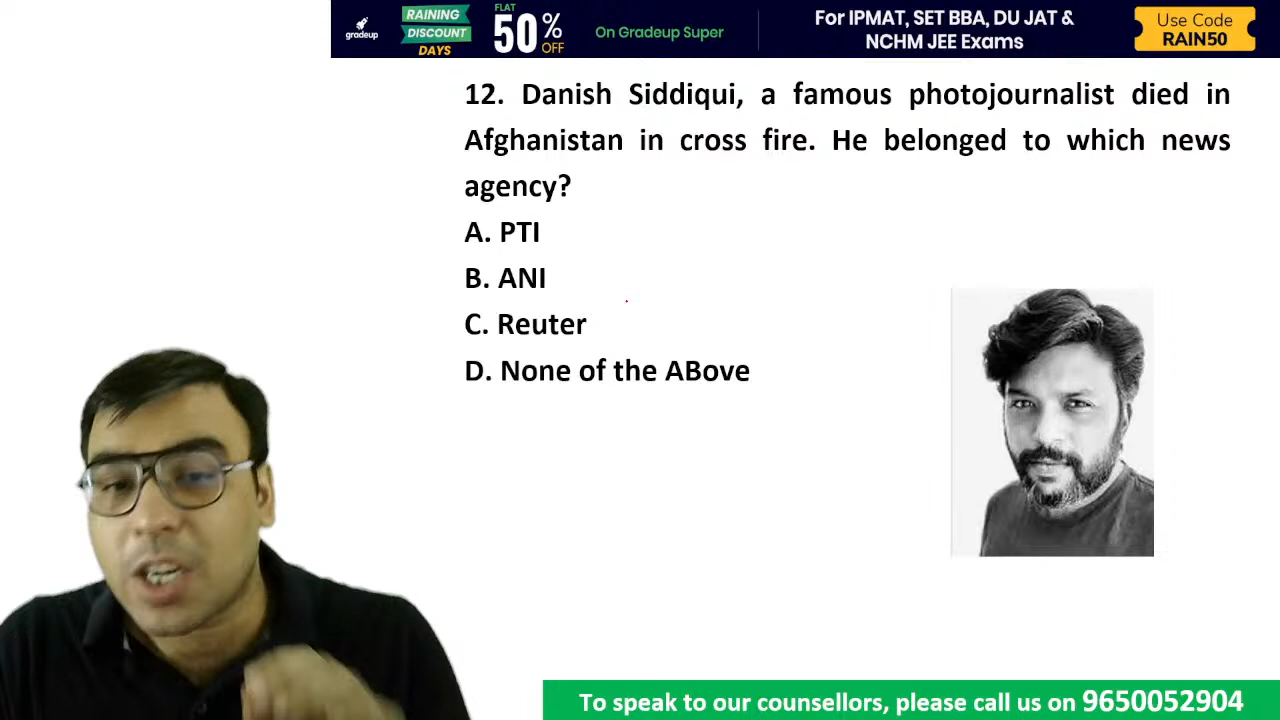 gradeup
RAINING
DISCOUNT
DAYS
FLAT
50% OFF
On Gradeup Super
For IPMAT, SET BBA, DU JAT &
NCHM JEE Exams
Use Code
RAIN50
12. Danish Siddiqui, a famous photojournalist died in
Afghanistan in cross fire. He belonged to which news
agency?
A. PTI
B. ANI
C. Reuter
D. None of the ABove
To speak to our counsellors, please call us on 9650052904